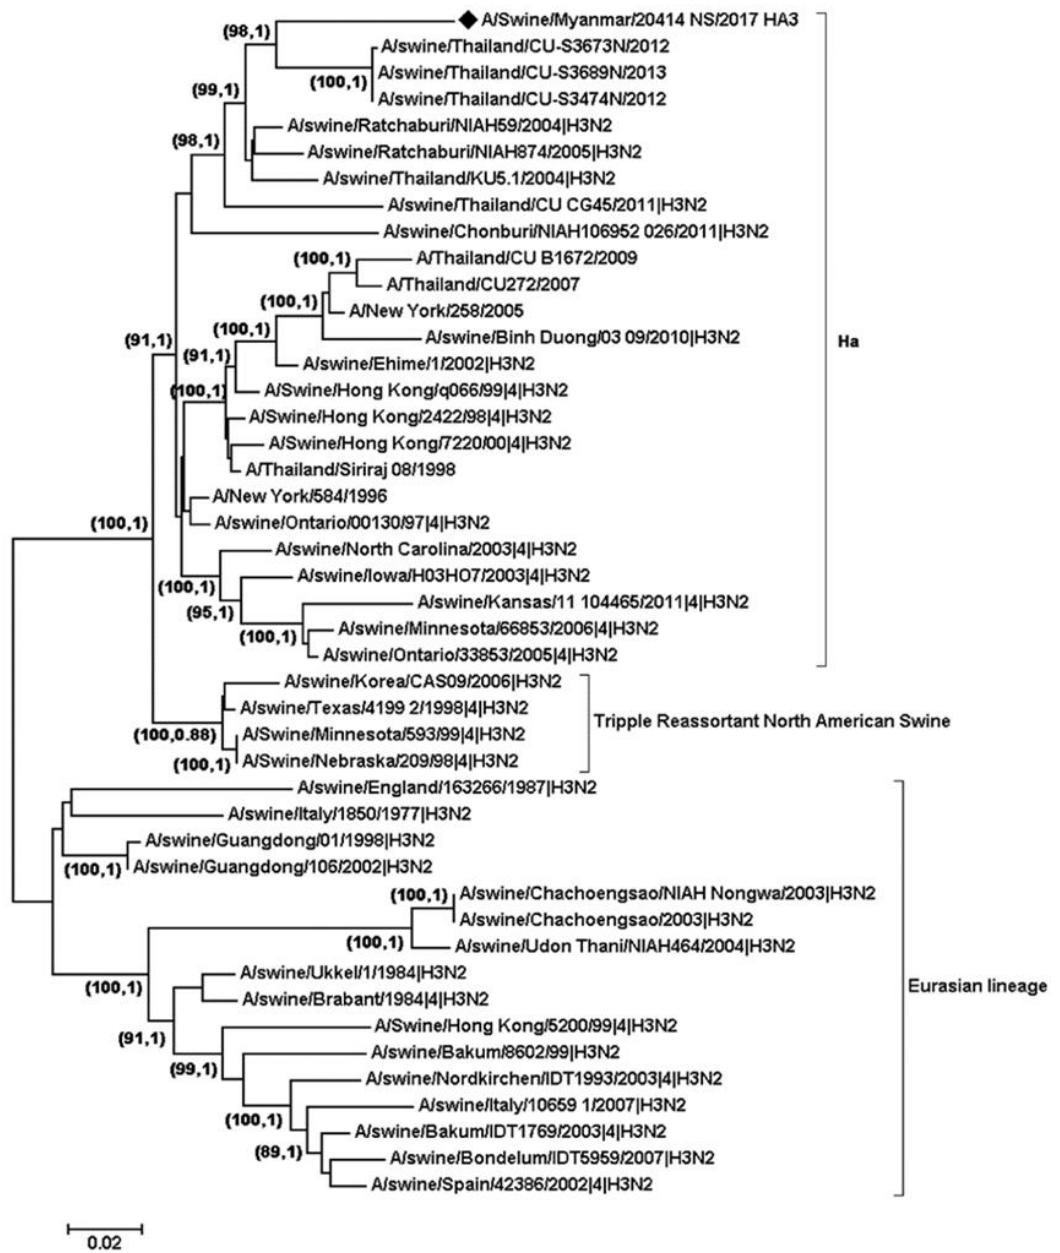 (98,1)
A/Swine/Myanmar/20414 NS/2017 HA3
A/swine/Thailand/CU-S3673N/2012
(100,1)
A/swine/Thailand/CU-S3689N/2013
A/swine/Thailand/CU-S3474N/2012
(99,1)
A/swine/Ratchaburi/NIAH59/2004|H3N2
(98,1)
A/swine/Ratchaburi/NIAH874/2005|H3N2
A/swine/Thailand/KU5.1/2004|H3N2
A/swine/Thailand/CU CG45/2011|H3N2
A/swine/Chonburi/NIAH106952 026/2011|H3N2
(100,1)
A/Thailand/CU B1672/2009
A/Thailand/CU272/2007
(100,1)
A/New York/258/2005
(100,1)
A/swine/Binh Duong/03 09/2010|H3N2
Ha
(91,1)
(91,1)
A/swine/Ehime/1/2002|H3N2
(100,1)
A/Swine/Hong Kong/q066/99|4|H3N2
A/Swine/Hong Kong/2422/98|4|H3N2
A/Swine/Hong Kong/7220/00|4|H3N2
A/Thailand/Siriraj 08/1998
A/New York/584/1996
(100,1)
A/swine/Ontario/00130/97|4|H3N2
A/swine/North Carolina/2003|4|H3N2
(100,1)
A/swine/Iowa/H03HO7/2003|4|H3N2
(95,1)
A/swine/Kansas/11 104465/2011|4|H3N2
(100,1)
A/swine/Minnesota/66853/2006|4|H3N2
A/swine/Ontario/33853/2005|4|H3N2
A/swine/Korea/CAS09/2006|H3N2
A/swine/Texas/4199 2/1998|4|H3N2
Tripple Reassortant North American Swine
(100,0.88)
A/Swine/Minnesota/593/99|4|H3N2
(100,1)
A/Swine/Nebraska/209/98|4|H3N2
A/swine/England/163266/1987|H3N2
A/swine/Italy/1850/1977|H3N2
A/swine/Guangdong/01/1998|H3N2
(100,1)
A/swine/Guangdong/106/2002|H3N2
(100,1)
A/swine/Chachoengsao/NIAH Nongwa/2003|H3N2
A/swine/Chachoengsao/2003|H3N2
(100,1)
A/swine/Udon Thani/NIAH464/2004|H3N2
A/swine/Ukkel/1/1984|H3N2
(100,1)
Eurasian lineage
A/swine/Brabant/1984|4|H3N2
(91,1)
A/Swine/Hong Kong/5200/99|4|H3N2
A/swine/Bakum/8602/99|H3N2
(99,1)
A/swine/Nordkirchen/IDT1993/2003|4|H3N2
A/swine/Italy/10659 1/2007|H3N2
(100,1)
A/swine/Bakum/IDT1769/2003|4|H3N2
(89,1)
A/swine/Bondelum/IDT5959/2007|H3N2
A/swine/Spain/42386/2002|4|H3N2
0.02